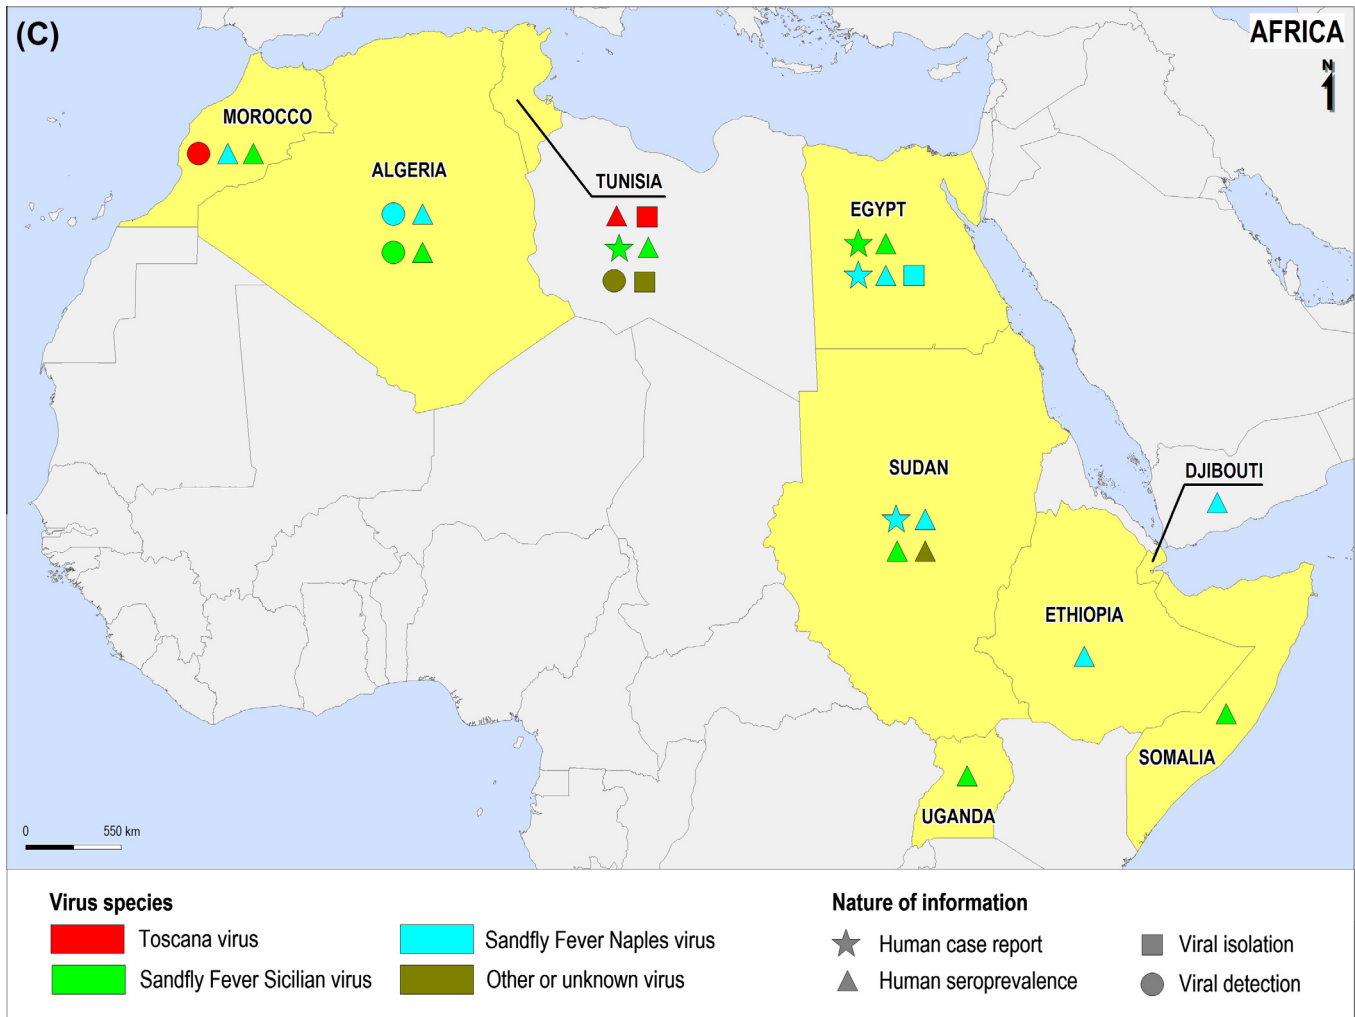 (C)
AFRICA
N
MOROCCO
ALGERIA
TUNISIA
EGYPT
SUDAN
DJIBOUTI
ETHIOPIA
SOMALIA
UGANDA
0 550 km
Virus species
Toscana virus
Sandfly Fever Naples virus
Sandfly Fever Sicilian virus
Other or unknown virus
Nature of information
Human case report
Viral isolation
Human seroprevalence
Viral detection